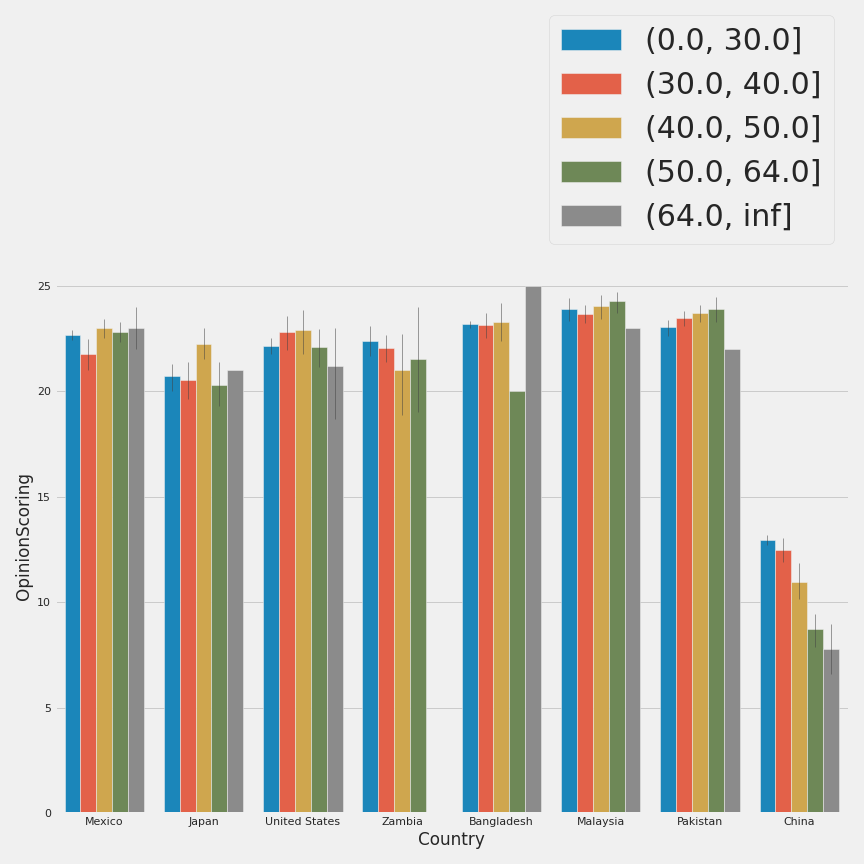 (0.0, 30.0]
(30.0, 40.0]
(40.0, 50.0]
(50.0, 64.0]
(64.0, inf]
25
20
15
10
5
0
OpinionScoring
Mexico Japan United States Zambia Bangladesh Malaysia Pakistan China
Country